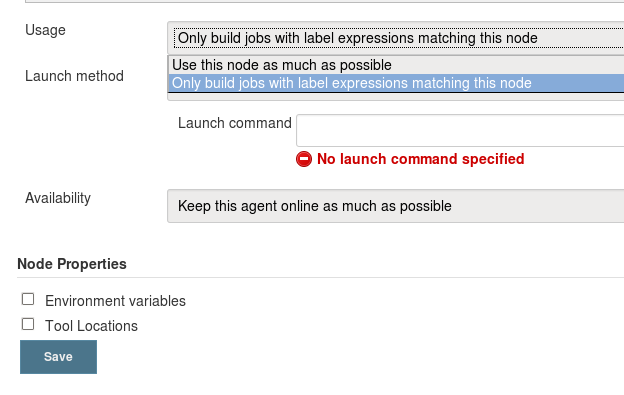 Usage
Only build jobs with label expressions matching this node
Use this node as much as possible
Launch method
Only build jobs with label expressions matching this node
Launch command
No launch command specified
Availability
Keep this agent online as much as possible
Node Properties
Environment variables
Tool Locations
Save